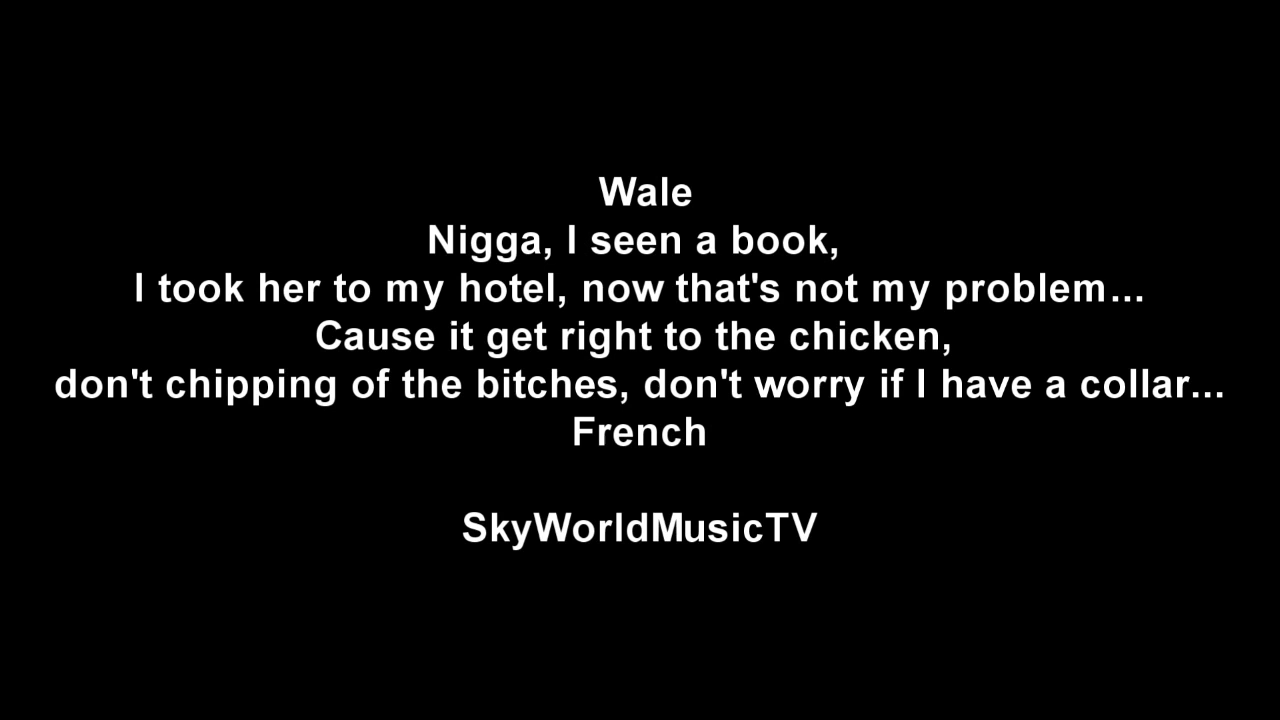 Wale
Nigga, I seen a book,
I took her to my hotel, now that's not my problem...
Cause it get right to the chicken,
don't chipping of the bitches, don't worry if I have a collar...
French
SkyWorldMusicTV